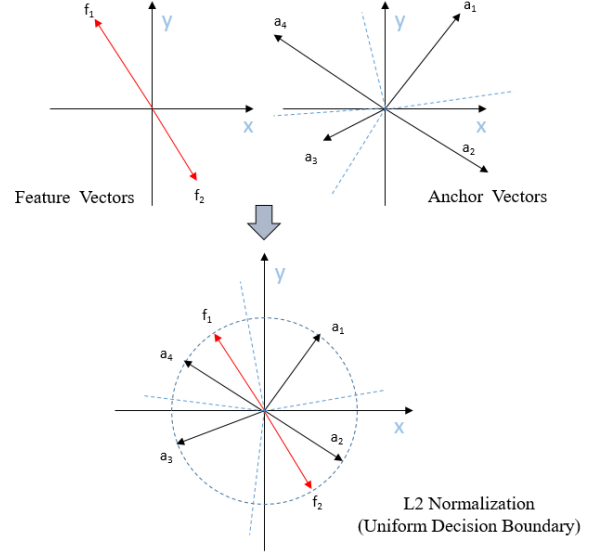 f1
y
x
f2
Feature Vectors
a4
y
a1
x
a2
a3
Anchor Vectors
y
f1
a1
a4
x
a2
a3
f2
L2 Normalization
(Uniform Decision Boundary)